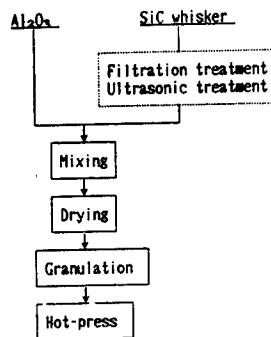 Al₂O₃
SiC whisker
Filtration treatment
Ultrasonic treatment
Mixing
Drying
Granulation
Hot-press